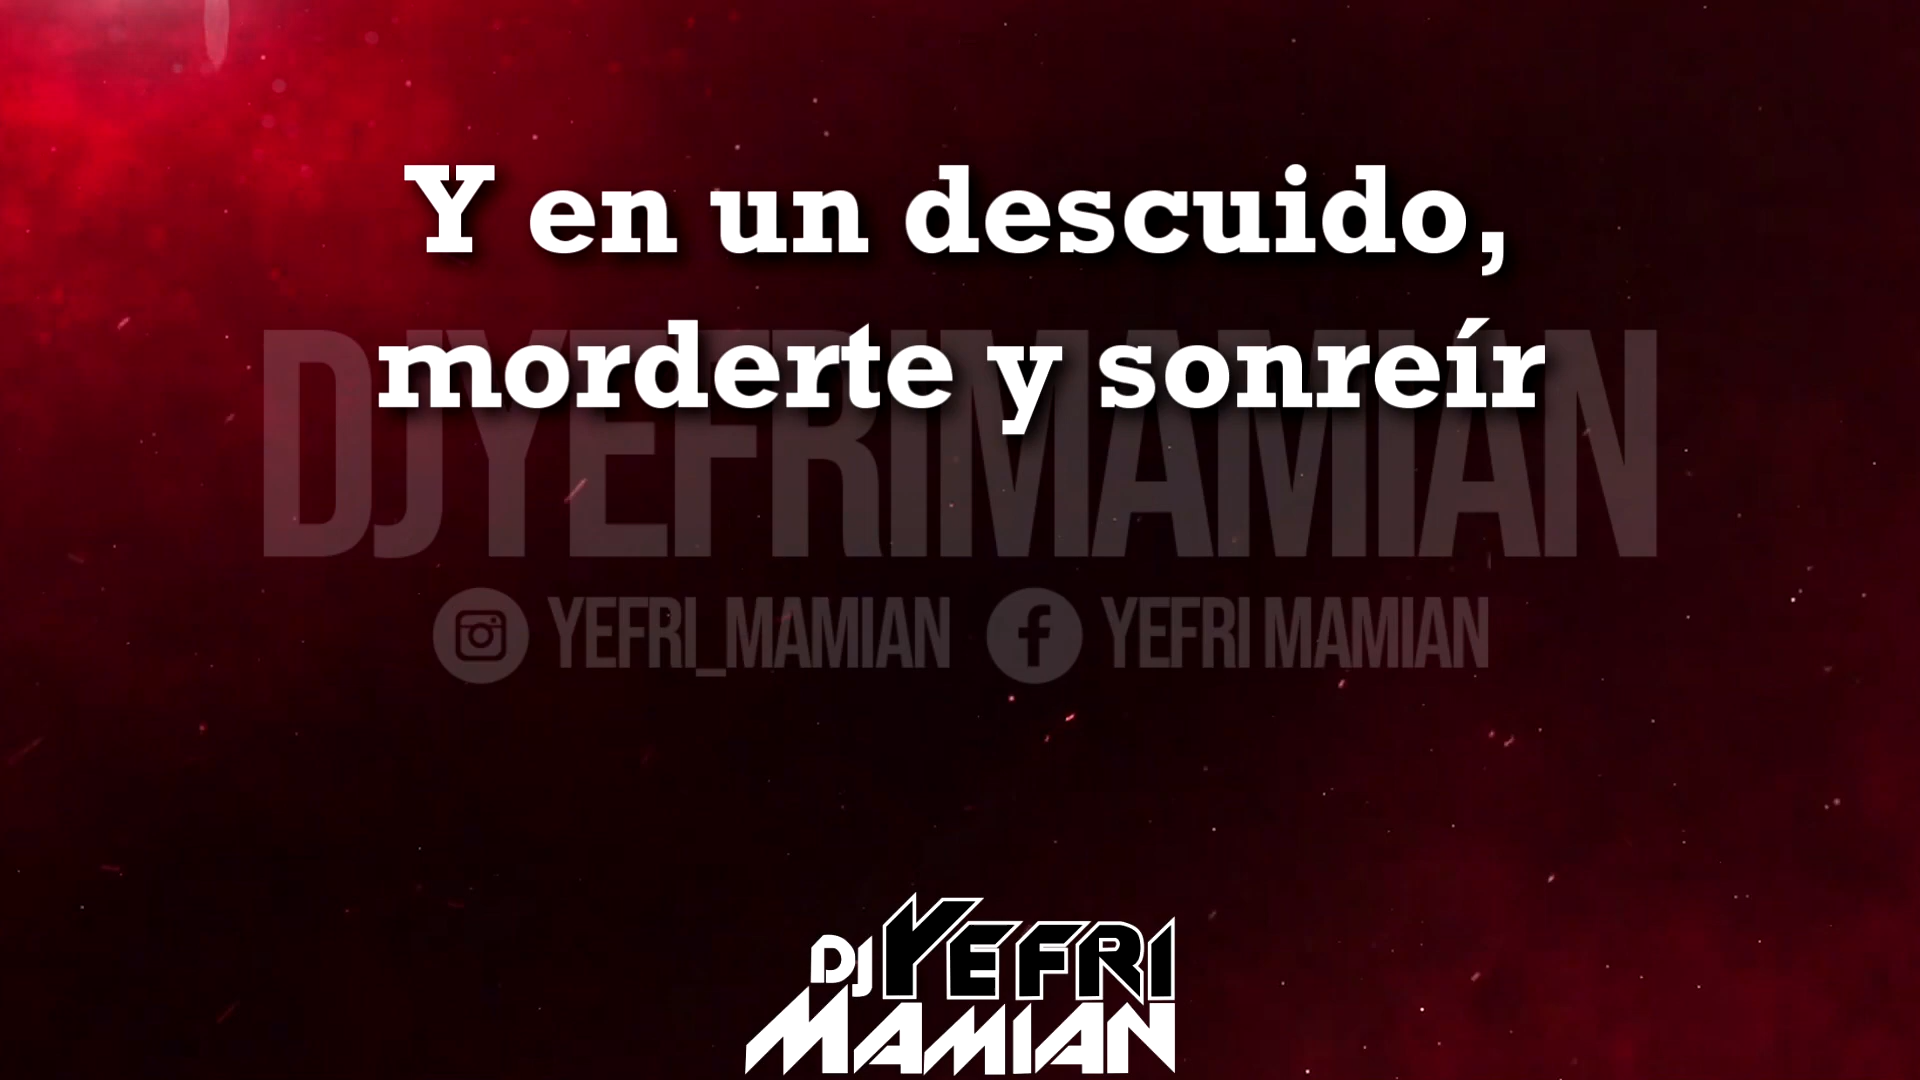 Y en un descuido,
morderte y sonreír
DJYEFRIMAMIAN
YEFRI_MAMIAN YEFRI MAMIAN
DJ YEFRI
MAMIAN